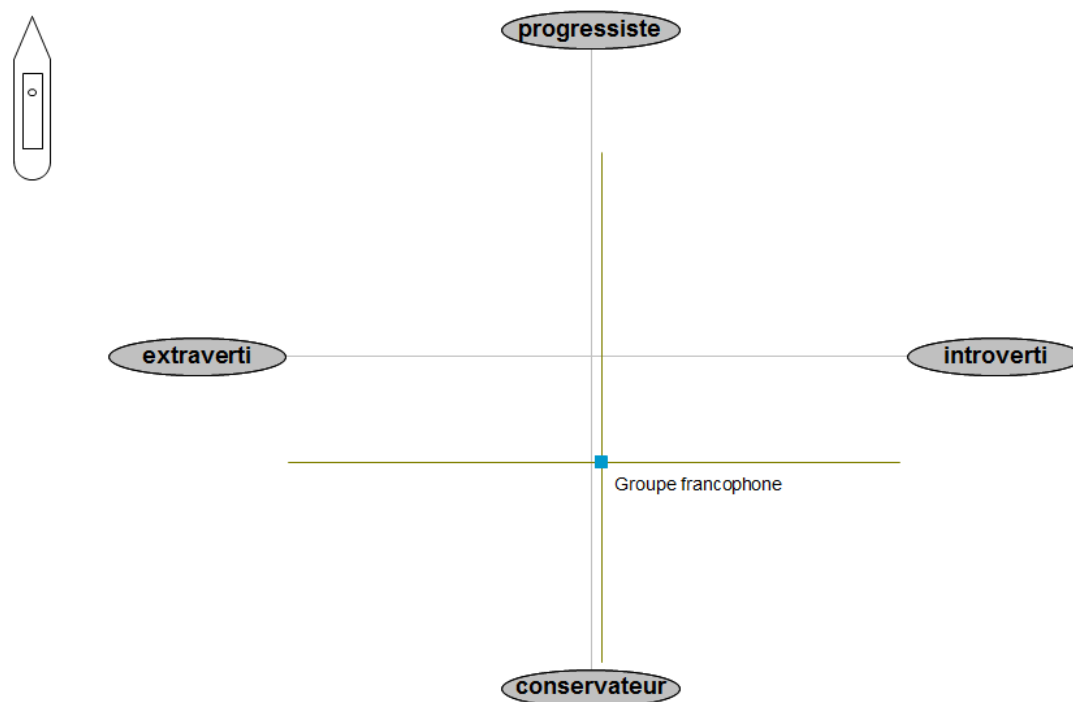 progressiste
extraverti
introverti
Groupe francophone
conservateur